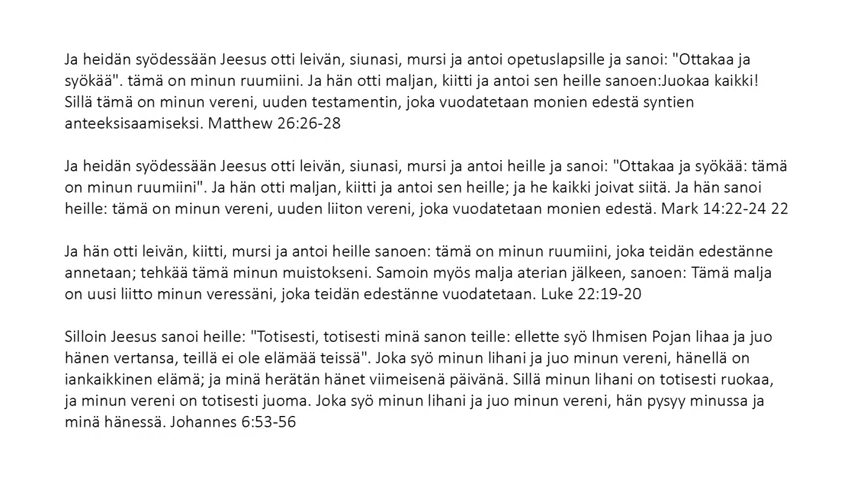 Ja heidän syödessään Jeesus otti leivän, siunasi, mursi ja antoi opetuslapsille ja sanoi: "Ottakaa ja
syökää". tämä on minun ruumiini. Ja hän otti maljan, kiitti ja antoi sen heille sanoen:Juokaa kaikki!
Sillä tämä on minun vereni, uuden testamentin, joka vuodatetaan monien edestä syntien
anteeksisaamiseksi. Matthew 26:26-28
Ja heidän syödessään Jeesus otti leivän, siunasi, mursi ja antoi heille ja sanoi: "Ottakaa ja syökää: tämä
on minun ruumiini". Ja hän otti maljan, kiitti ja antoi sen heille; ja he kaikki joivat siitä. Ja hän sanoi
heille: tämä on minun vereni, uuden liiton vereni, joka vuodatetaan monien edestä. Mark 14:22-24 22
Ja hän otti leivän, kiitti, mursi ja antoi heille sanoen: tämä on minun ruumiini, joka teidän edestänne
annetaan; tehkää tämä minun muistokseni. Samoin myös malja aterian jälkeen, sanoen: Tämä malja
on uusi liitto minun veressäni, joka teidän edestänne vuodatetaan. Luke 22:19-20
Silloin Jeesus sanoi heille: "Totisesti, totisesti minä sanon teille: ellette syö Ihmisen Pojan lihaa ja juo
hänen vertansa, teillä ei ole elämää teissä". Joka syö minun lihani ja juo minun vereni, hänellä on
iankaikkinen elämä; ja minä herätän hänet viimeisenä päivänä. Sillä minun lihani on totisesti ruokaa,
ja minun vereni on totisesti juoma. Joka syö minun lihani ja juo minun vereni, hän pysyy minussa ja
minä hänessä. Johannes 6:53-56